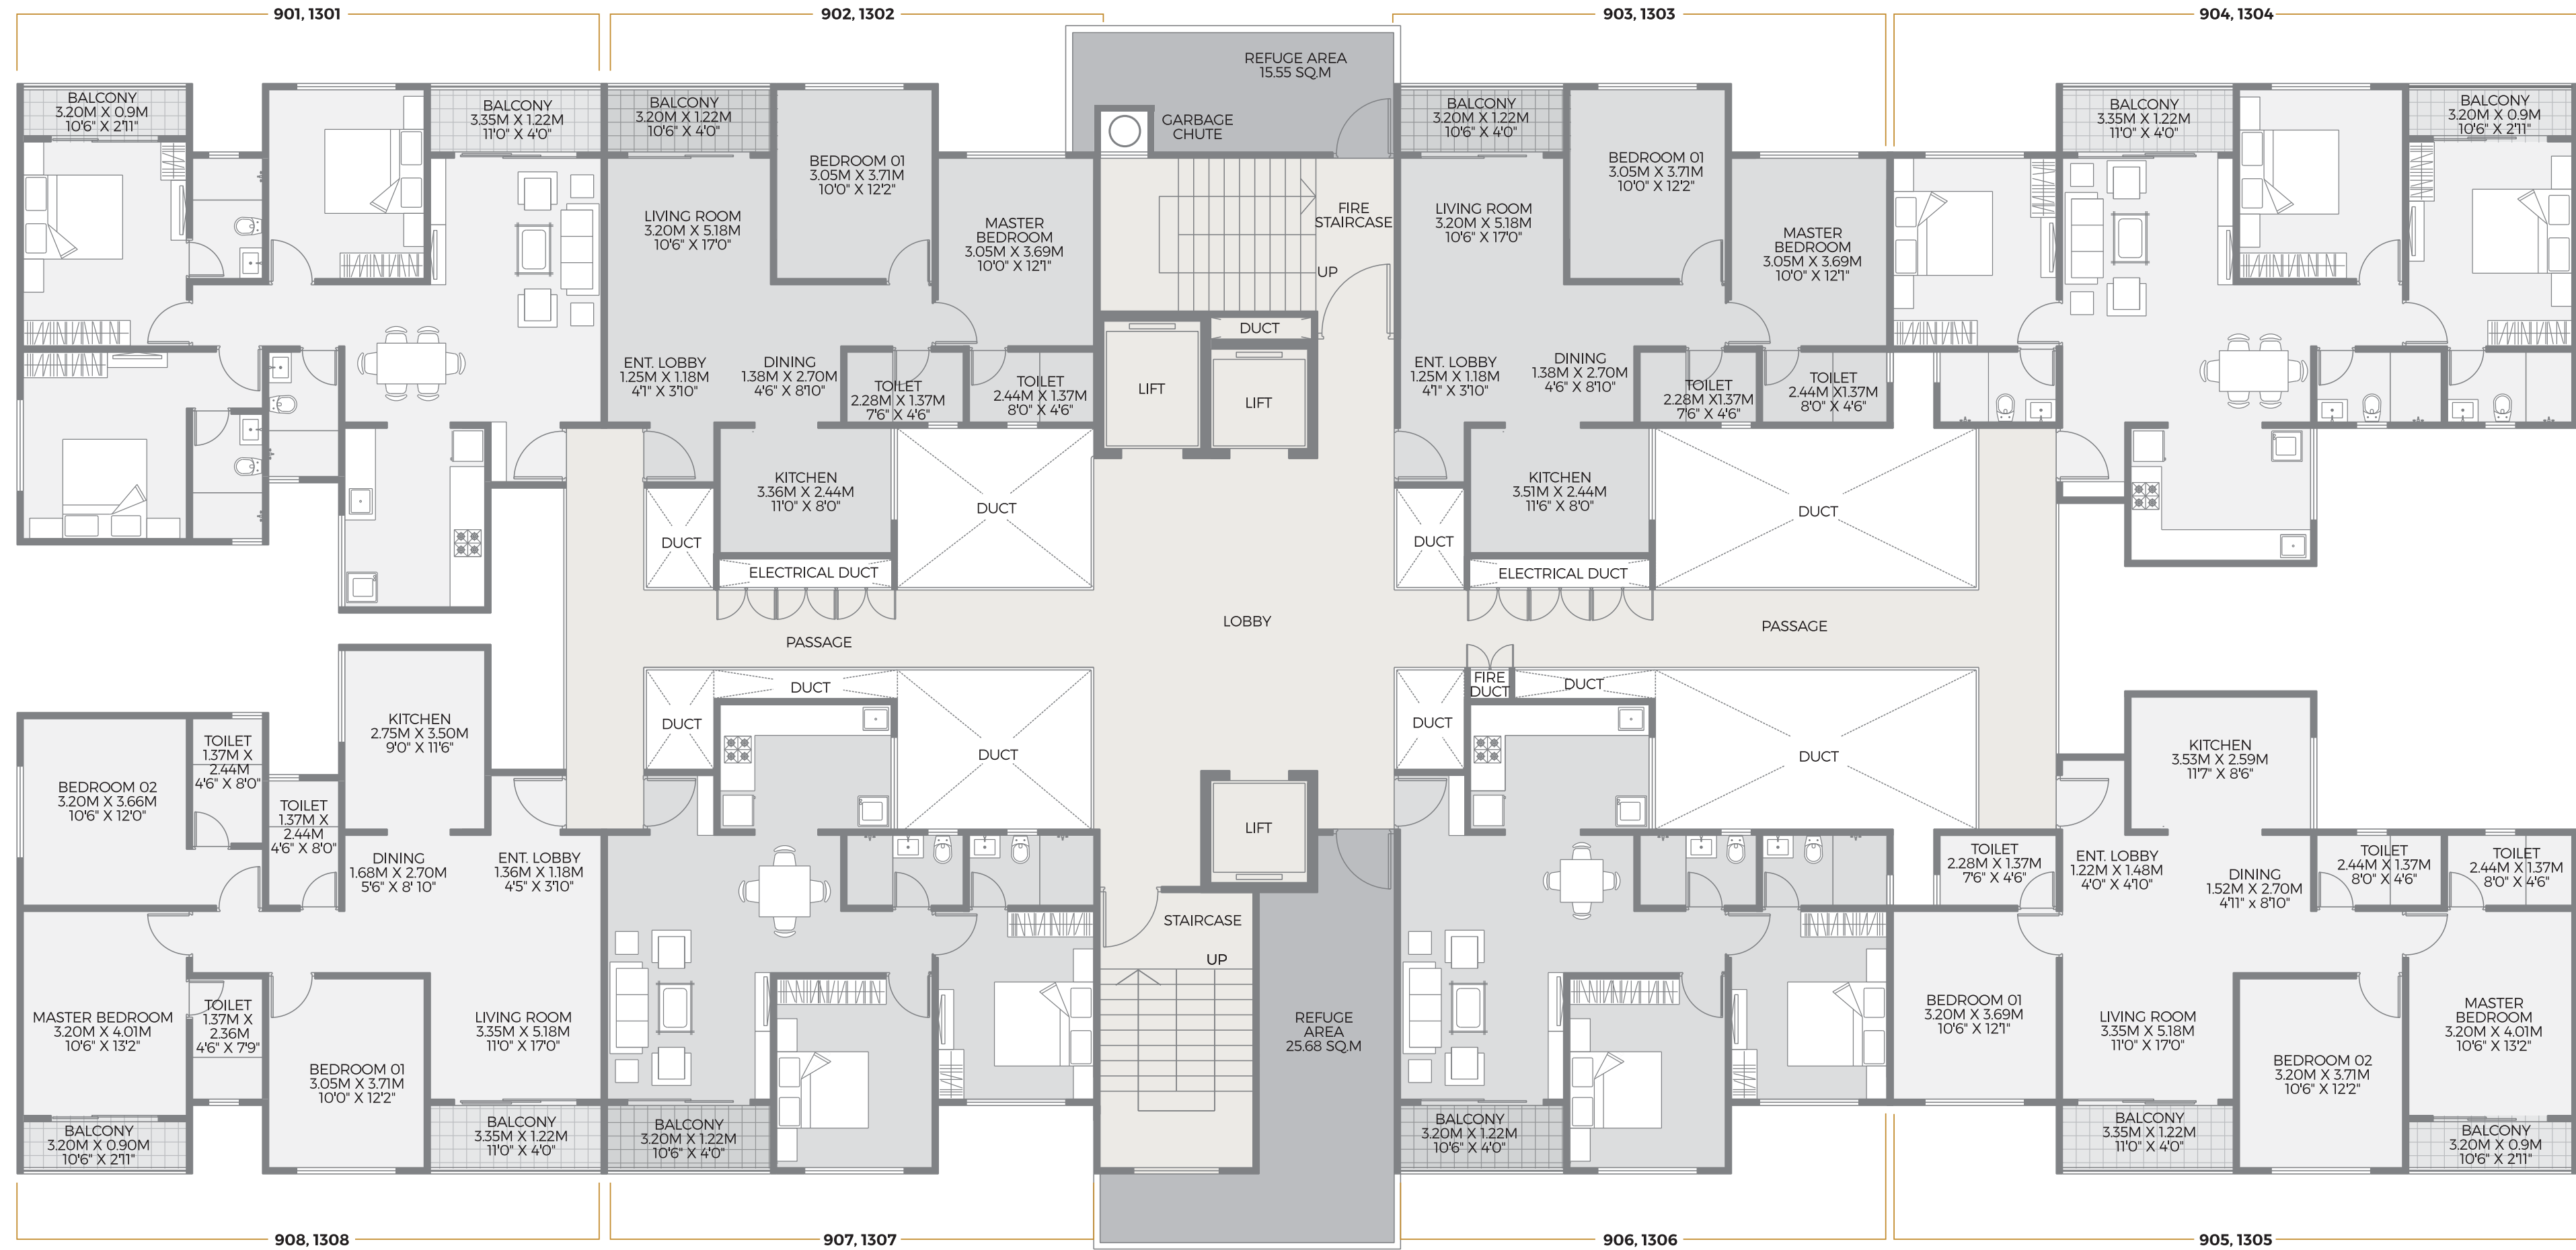 901, 1301
902, 1302
903, 1303
904, 1304
BALCONY
3.20M X 0.9M
10'6" X 2'11"
BALCONY
3.35M X 1.22M
11'0" X 4'0"
BALCONY
3.20M X 1.22M
10'6" X 4'0"
BEDROOM 01
3.05M X 3.71M
10'0" X 12'2"
LIVING ROOM
3.20M X 5.18M
10'6" X 17'0"
MASTER
BEDROOM
3.05M X 3.69M
10'0" X 12'1"
ENT. LOBBY
1.25M X 1.18M
4'1" X 3'10"
DINING
1.38M X 2.70M
4'6" X 8'10"
TOILET
2.28M X 1.37M
7'6" X 4'6"
TOILET
2.44M X 1.37M
8'0" X 4'6"
KITCHEN
3.36M X 2.44M
11'0" X 8'0"
DUCT
DUCT
ELECTRICAL DUCT
REFUGE AREA
15.55 SQ.M
GARBAGE
CHUTE
FIRE
STAIRCASE
UP
DUCT
LIFT
LIFT
BALCONY
3.20M X 1.22M
10'6" X 4'0"
BEDROOM 01
3.05M X 3.71M
10'0" X 12'2"
LIVING ROOM
3.20M X 5.18M
10'6" X 17'0"
MASTER
BEDROOM
3.05M X 3.69M
10'0" X 12'1"
ENT. LOBBY
1.25M X 1.18M
4'1" X 3'10"
DINING
1.38M X 2.70M
4'6" X 8'10"
TOILET
2.28M X1.37M
7'6" X 4'6"
TOILET
2.44M X1.37M
8'0" X 4'6"
KITCHEN
3.51M X 2.44M
11'6" X 8'0"
DUCT
DUCT
ELECTRICAL DUCT
BALCONY
3.35M X 1.22M
11'0" X 4'0"
BALCONY
3.20M X 0.9M
10'6" X 2'11"
PASSAGE
LOBBY
PASSAGE
KITCHEN
2.75M X 3.50M
9'0" X 11'6"
TOILET
1.37M X
2.44M
4'6" X 8'0"
BEDROOM 02
3.20M X 3.66M
10'6" X 12'0"
TOILET
1.37M X
2.44M
4'6" X 8'0"
DINING
1.68M X 2.70M
5'6" X 8' 10"
ENT. LOBBY
1.36M X 1.18M
4'5" X 3'10"
MASTER BEDROOM
3.20M X 4.01M
10'6" X 13'2"
TOILET
1.37M X
2.36M
4'6" X 7'9"
LIVING ROOM
3.35M X 5.18M
11'0" X 17'0"
BEDROOM 01
3.05M X 3.71M
10'0" X 12'2"
BALCONY
3.20M X 0.90M
10'6" X 2'11"
BALCONY
3.35M X 1.22M
11'0" X 4'0"
DUCT
DUCT
DUCT
BALCONY
3.20M X 1.22M
10'6" X 4'0"
LIFT
STAIRCASE
UP
REFUGE
AREA
25.68 SQ.M
FIRE
DUCT
DUCT
DUCT
DUCT
BALCONY
3.20M X 1.22M
10'6" X 4'0"
KITCHEN
3.53M X 2.59M
11'7" X 8'6"
TOILET
2.28M X 1.37M
7'6" X 4'6"
ENT. LOBBY
1.22M X 1.48M
4'0" X 4'10"
DINING
1.52M X 2.70M
4'11" x 8'10"
TOILET
2.44M X 1.37M
8'0" X 4'6"
TOILET
2.44M X 1.37M
8'0" X 4'6"
BEDROOM 01
3.20M X 3.69M
10'6" X 12'1"
LIVING ROOM
3.35M X 5.18M
11'0" X 17'0"
BEDROOM 02
3.20M X 3.71M
10'6" X 12'2"
MASTER
BEDROOM
3.20M X 4.01M
10'6" X 13'2"
BALCONY
3.35M X 1.22M
11'0" X 4'0"
BALCONY
3.20M X 0.9M
10'6" X 2'11"
908, 1308
907, 1307
906, 1306
905, 1305